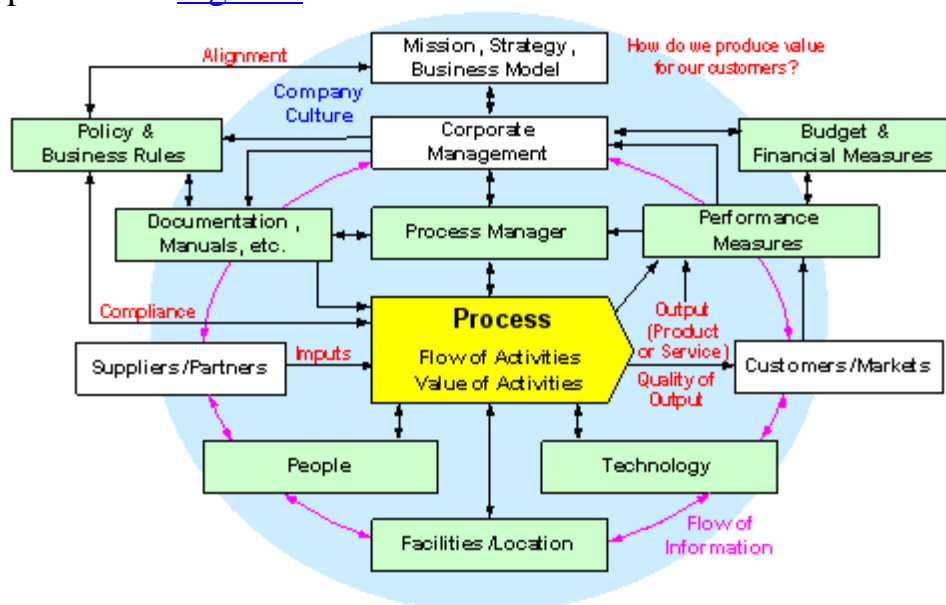 Mission, Strategy,
Business Model
How do we produce value
for our customers?
Alignment
Company
Culture
Policy &
Business Rules
Corporate
Management
Budget &
Financial Measures
Documentation,
Manuals, etc.
Process Manager
Performance
Measures
Compliance
Process
Flow of Activities
Value of Activities
Output
(Product
or Service)
Suppliers/Partners
Imputs
Customers/Markets
Quality of
Output
People
Technology
Facilities/Location
Flow of
Information